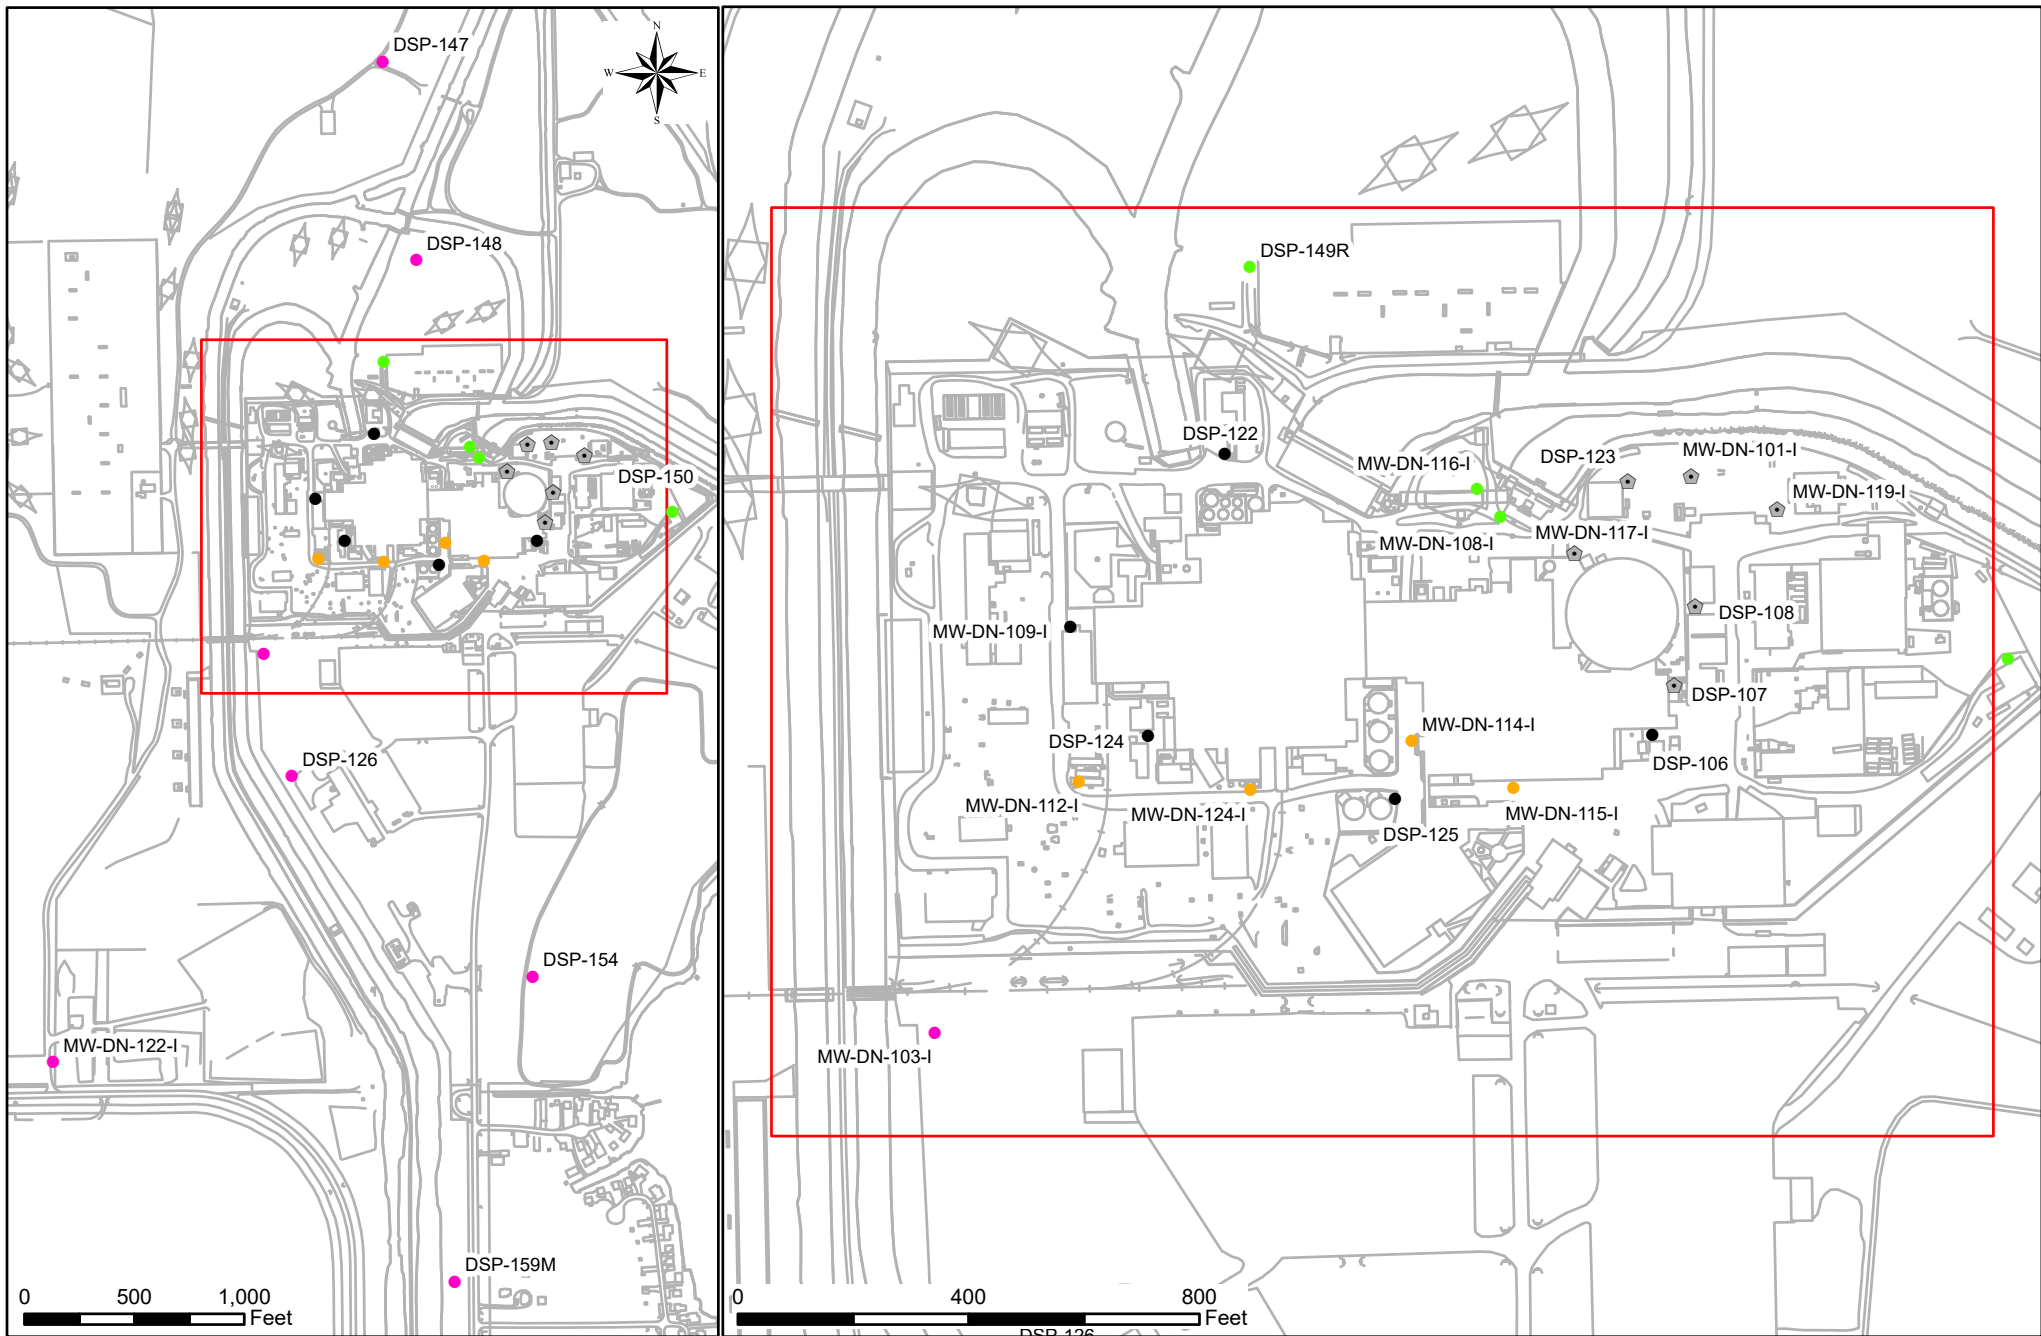 DSP-147
N
W
E
S
DSP-148
DSP-150
DSP-126
DSP-154
MW-DN-122-I
DSP-159M
0
500
1,000
Feet
DSP-149R
DSP-122
MW-DN-116-I
DSP-123
MW-DN-101-I
MW-DN-119-I
MW-DN-108-I
MW-DN-117-I
DSP-108
MW-DN-109-I
DSP-107
DSP-124
MW-DN-114-I
DSP-106
MW-DN-112-I
MW-DN-124-I
DSP-125
MW-DN-115-I
MW-DN-103-I
0
400
800
Feet
DSP-126